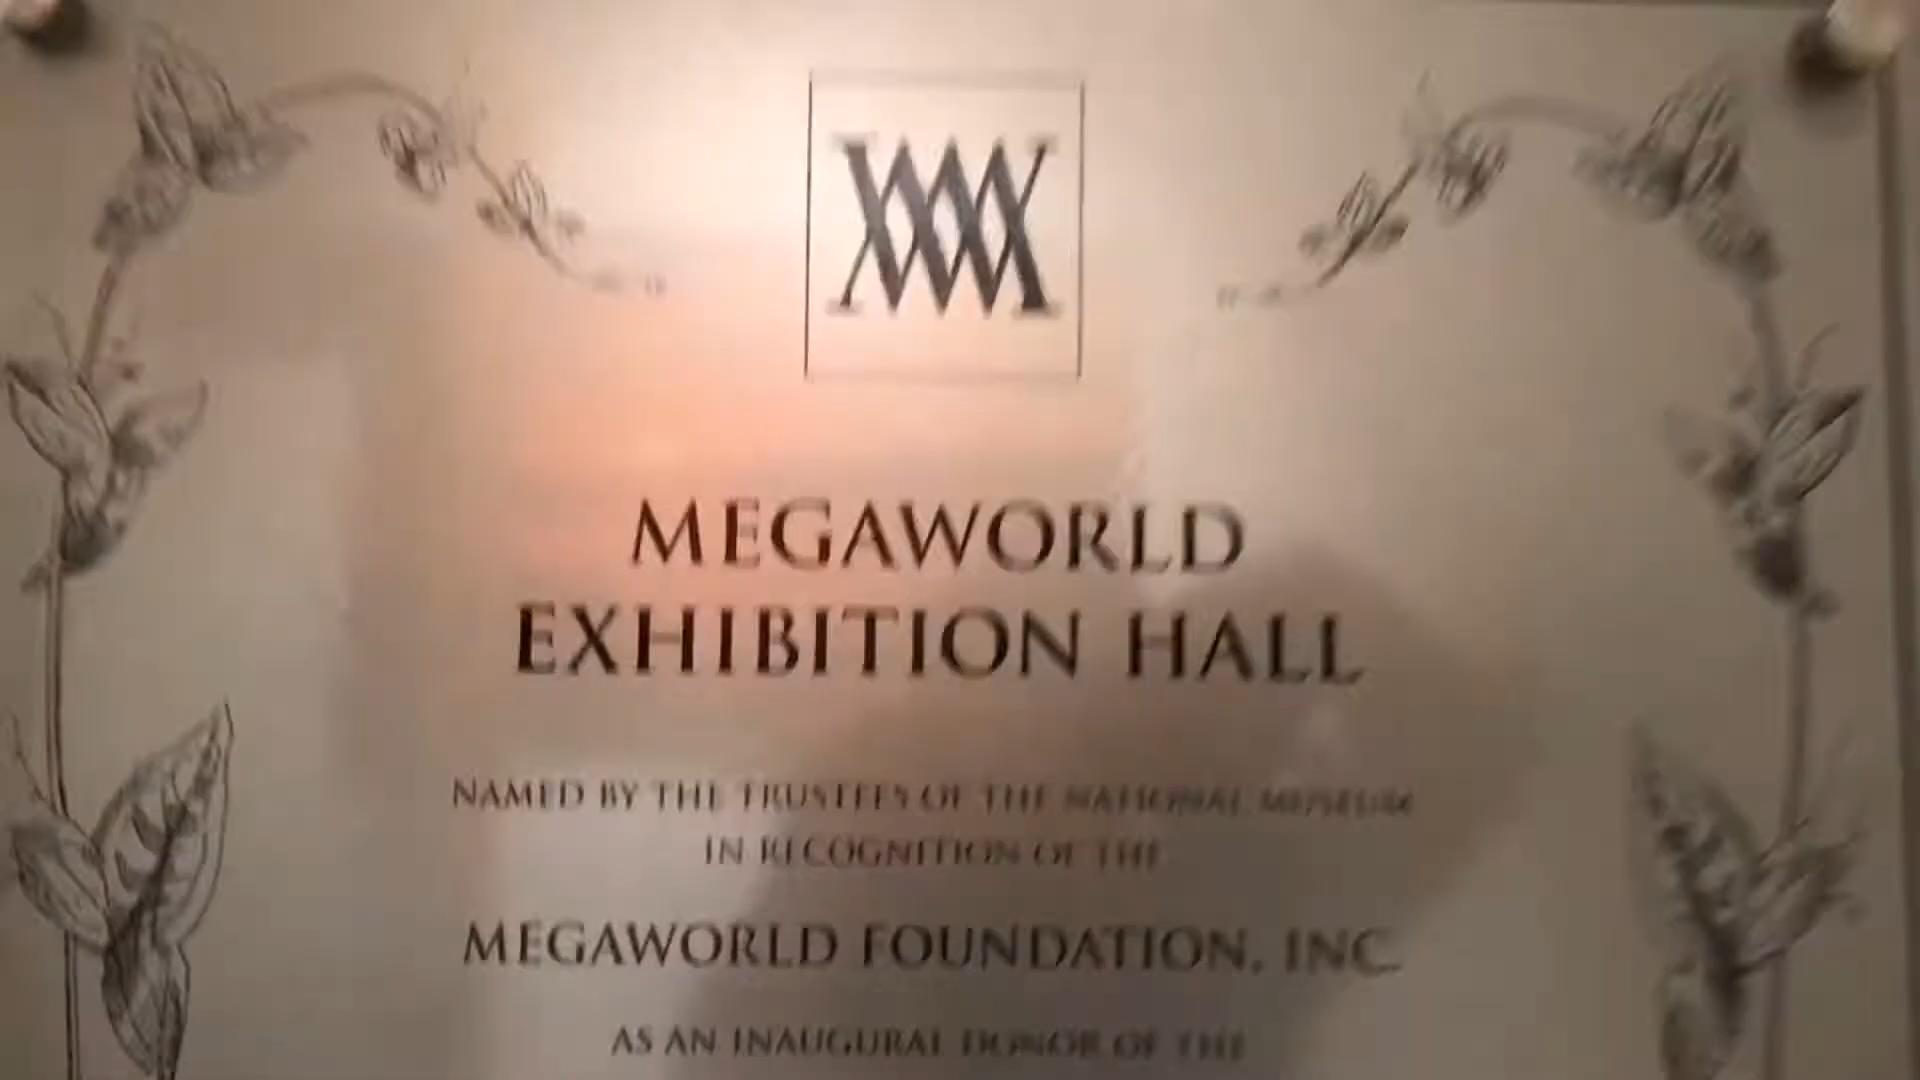 MEGAWORLD
EXHIBITION HALL
NAMED BY THE TRUSTEES OF THE NATIONAL MUSEUM
IN RECOGNITION OF THE
MEGAWORLD FOUNDATION, INC.
AS AN INAUGURAL DONOR OF THE